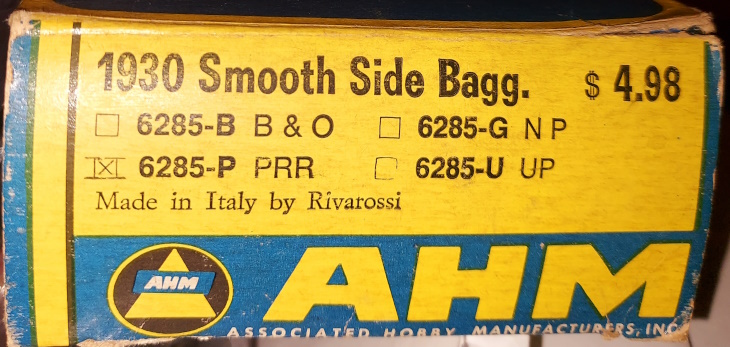 1930 Smooth Side Bagg. $ 4.98
☐ 6285-B B & O ☐ 6285-G N P
☒ 6285-P PRR ☐ 6285-U UP
Made in Italy by Rivarossi
AHM AHM
ASSOCIATED HOBBY MANUFACTURERS, INC.